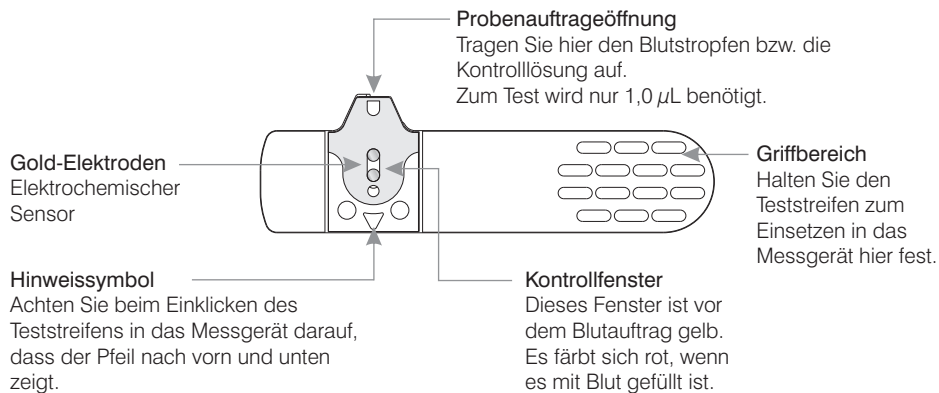 Probenauftrageöffnung
Tragen Sie hier den Blutstropfen bzw. die
Kontrolllösung auf.
Zum Test wird nur 1,0 µL benötigt.
Gold-Elektroden
Elektrochemischer
Sensor
Griffbereich
Halten Sie den
Teststreifen zum
Einsetzen in das
Messgerät hier fest.
Hinweissymbol
Achten Sie beim Einklicken des
Teststreifens in das Messgerät darauf,
dass der Pfeil nach vorn und unten
zeigt.
Kontrollfenster
Dieses Fenster ist vor
dem Blutauftrag gelb.
Es färbt sich rot, wenn
es mit Blut gefüllt ist.